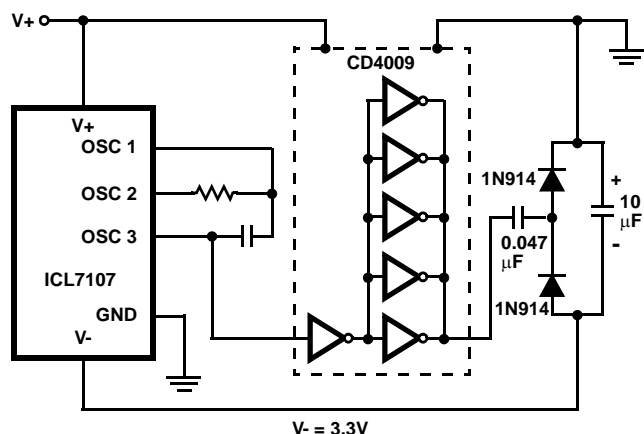 V+
CD4009
V+
OSC 1
OSC 2
OSC 3
ICL7107
GND
V-
1N914
0.047
μF
1N914
+
10
μF
-
V- = 3.3V